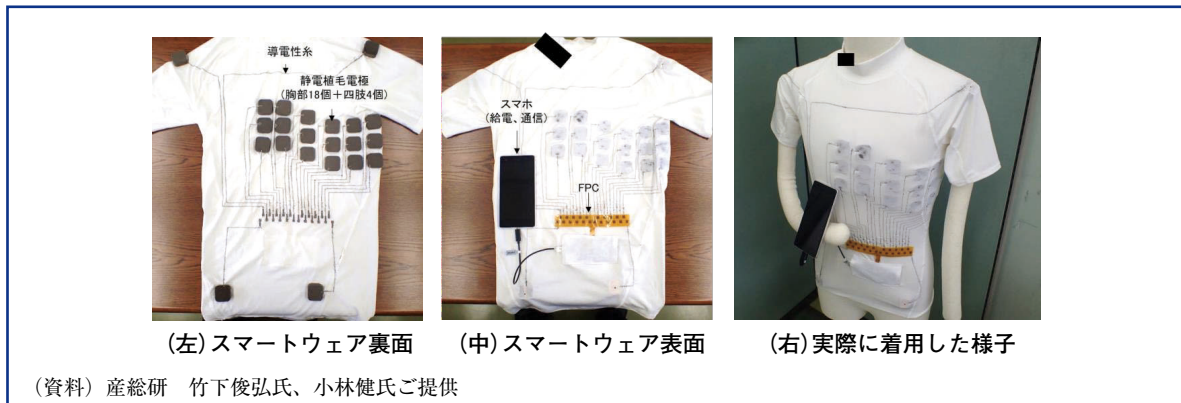 導電性糸
静電植毛電極
(胸部18個+四肢4個)
スマホ
(給電、通信)
FPC
(左)スマートウェア裏面
(中)スマートウェア表面
(右)実際に着用した様子
(資料)産総研 竹下俊弘氏、小林健氏ご提供